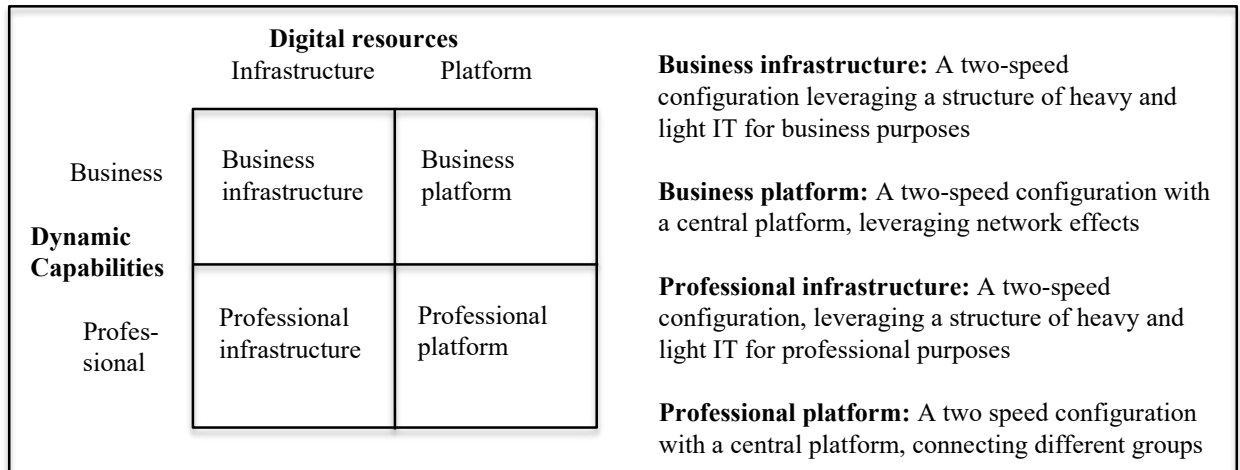 Digital resources
Infrastructure Platform
Business
Dynamic
Capabilities
Profes-
sional
Business
infrastructure
Business
platform
Professional
infrastructure
Professional
platform
Business infrastructure: A two-speed
configuration leveraging a structure of heavy and
light IT for business purposes
Business platform: A two-speed configuration with
a central platform, leveraging network effects
Professional infrastructure: A two-speed
configuration, leveraging a structure of heavy and
light IT for professional purposes
Professional platform: A two speed configuration
with a central platform, connecting different groups